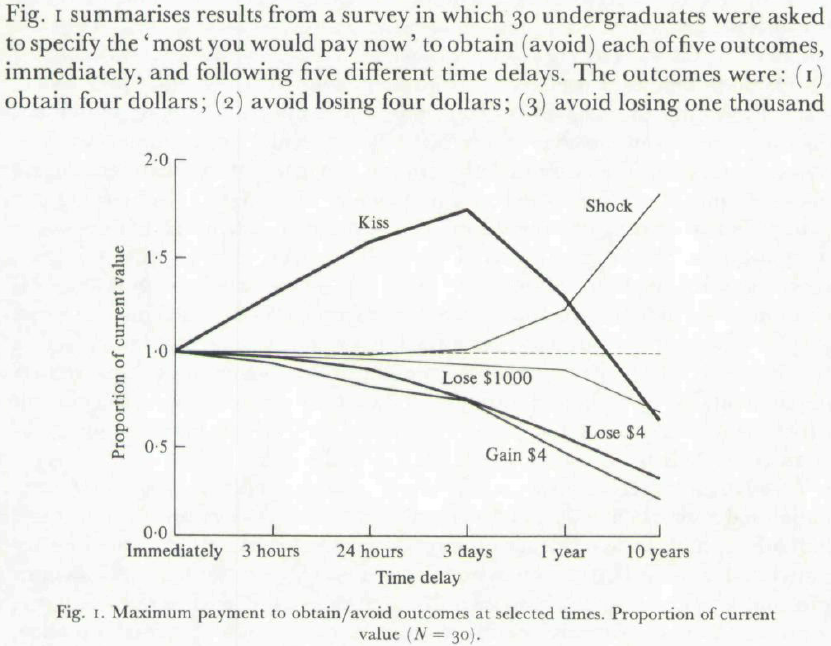 Fig. 1 summarises results from a survey in which 30 undergraduates were asked
to specify the ‘most you would pay now’ to obtain (avoid) each of five outcomes,
immediately, and following five different time delays. The outcomes were: (1)
obtain four dollars; (2) avoid losing four dollars; (3) avoid losing one thousand
2·0
Shock
Kiss
1·5
Proportion of current value
1·0
Lose $1000
Lose $4
0·5
Gain $4
0·0
Immediately 3 hours 24 hours 3 days 1 year 10 years
Time delay
Fig. 1. Maximum payment to obtain/avoid outcomes at selected times. Proportion of current
value (N = 30).